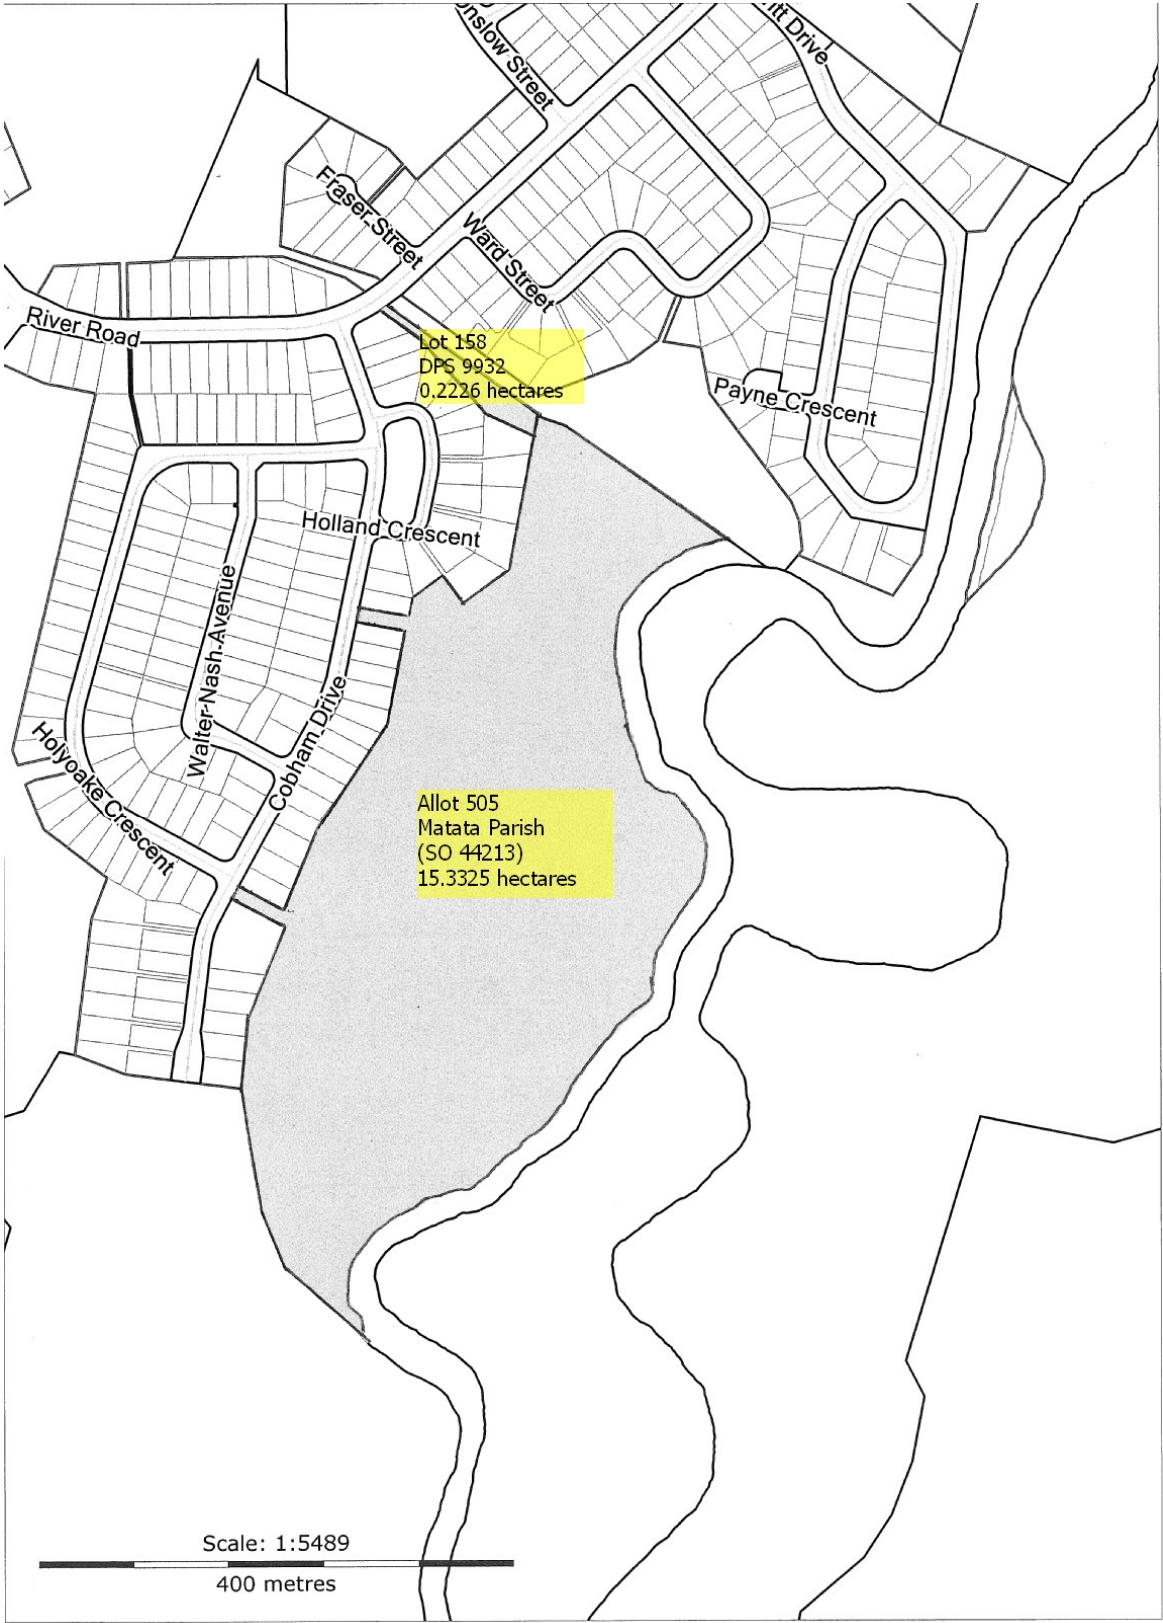 onslow Street
itt Drive
Fraser Street
Ward Street
River Road
Lot 158
DPS 9932
0.2226 hectares
Payne Crescent
Holland Crescent
Walter Nash Avenue
Cobham Drive
Holyoake Crescent
Allot 505
Matata Parish
(SO 44213)
15.3325 hectares
Scale: 1:5489
400 metres